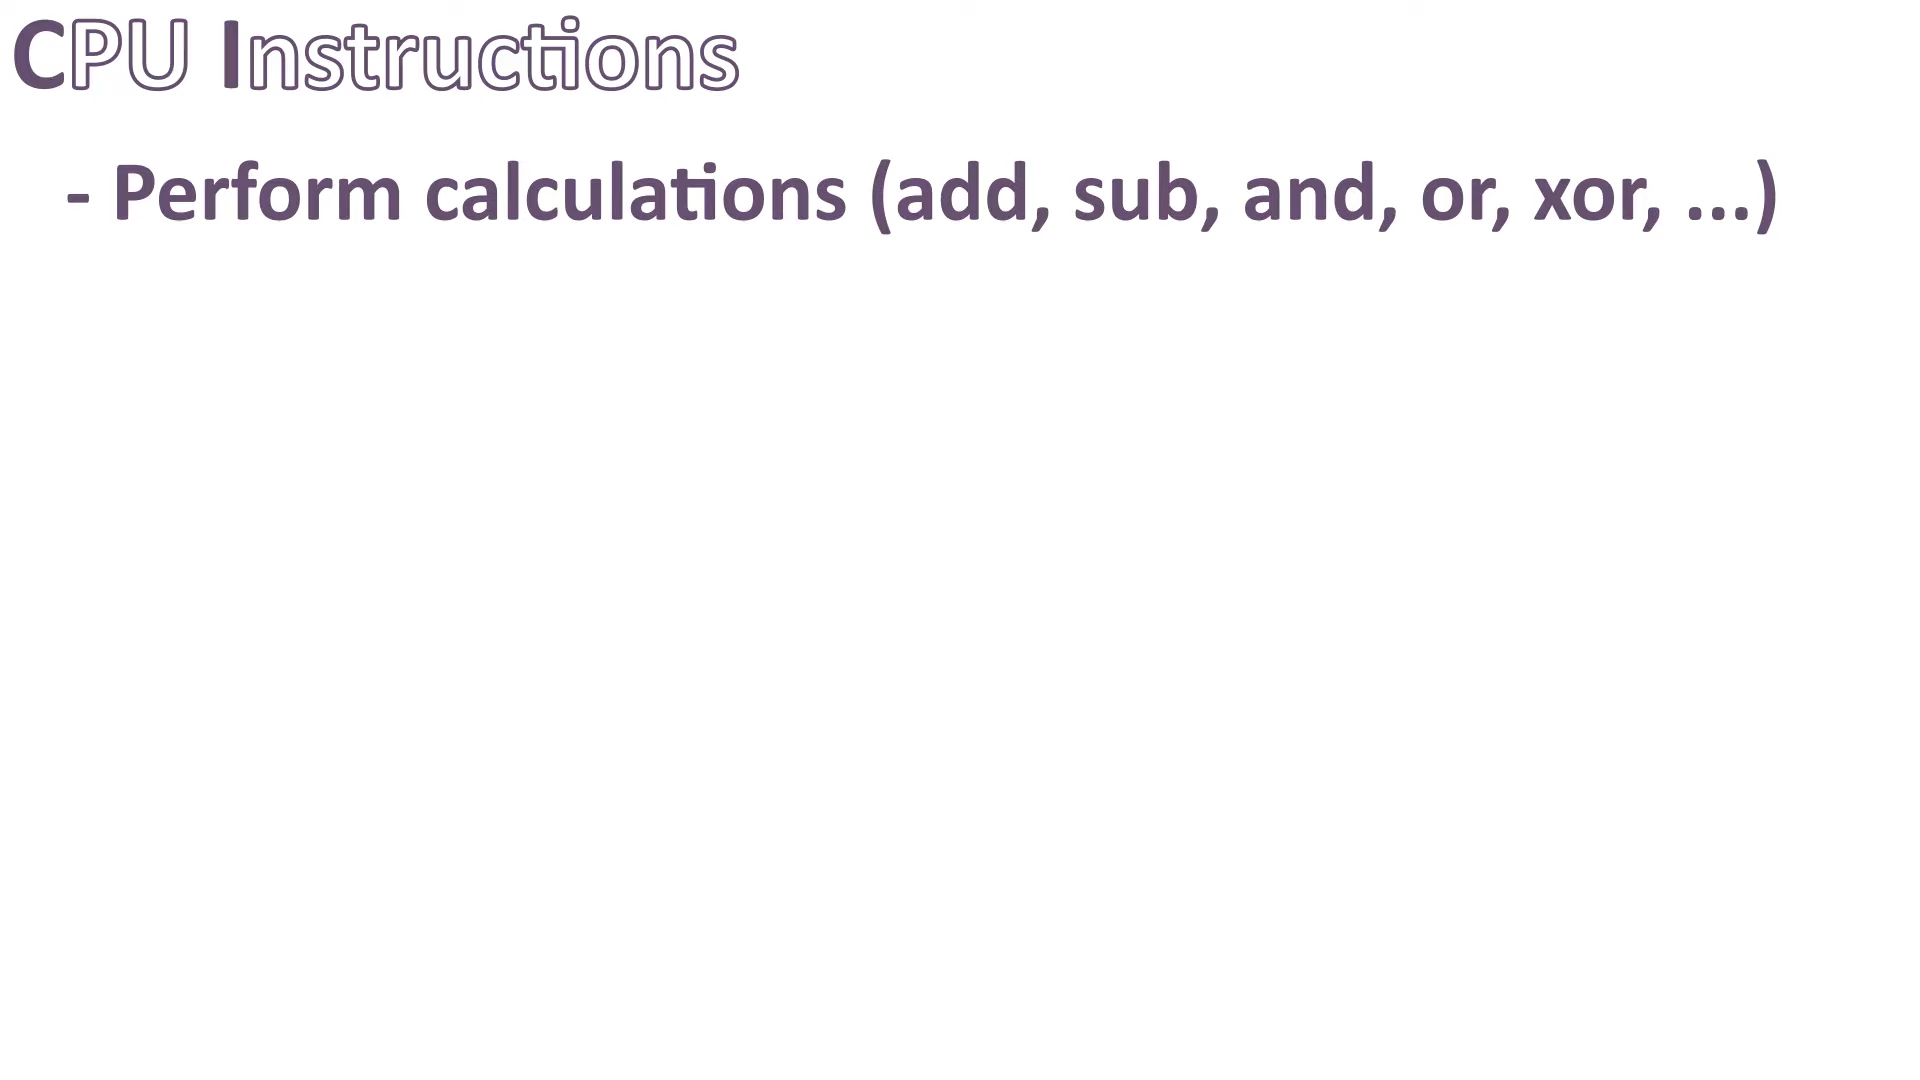 CPU Instructions
- Perform calculations (add, sub, and, or, xor, ...)